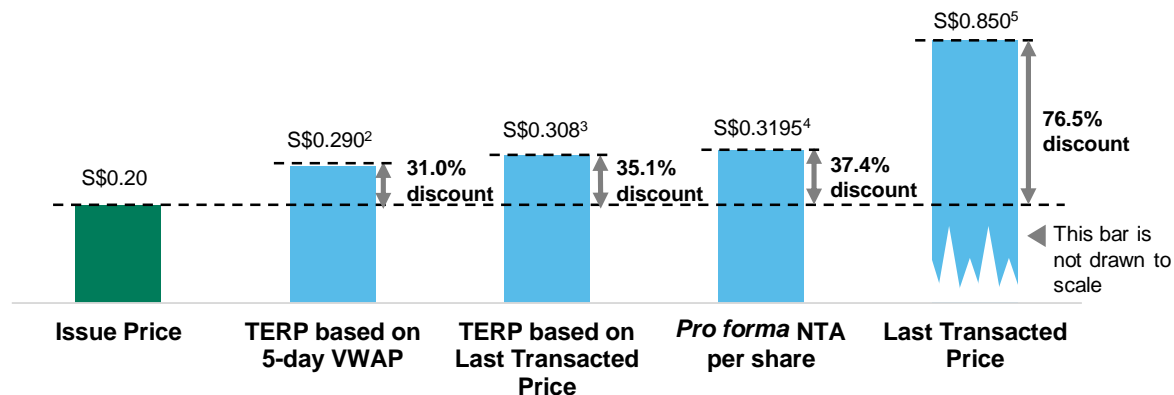 S$0.20
S$0.290²
31.0%
discount
S$0.308³
35.1%
discount
S$0.3195⁴
37.4%
discount
S$0.850⁵
76.5%
discount
This bar is
not drawn to
scale
Issue Price
TERP based on
5-day VWAP
TERP based on
Last Transacted
Price
Pro forma NTA
per share
Last Transacted
Price